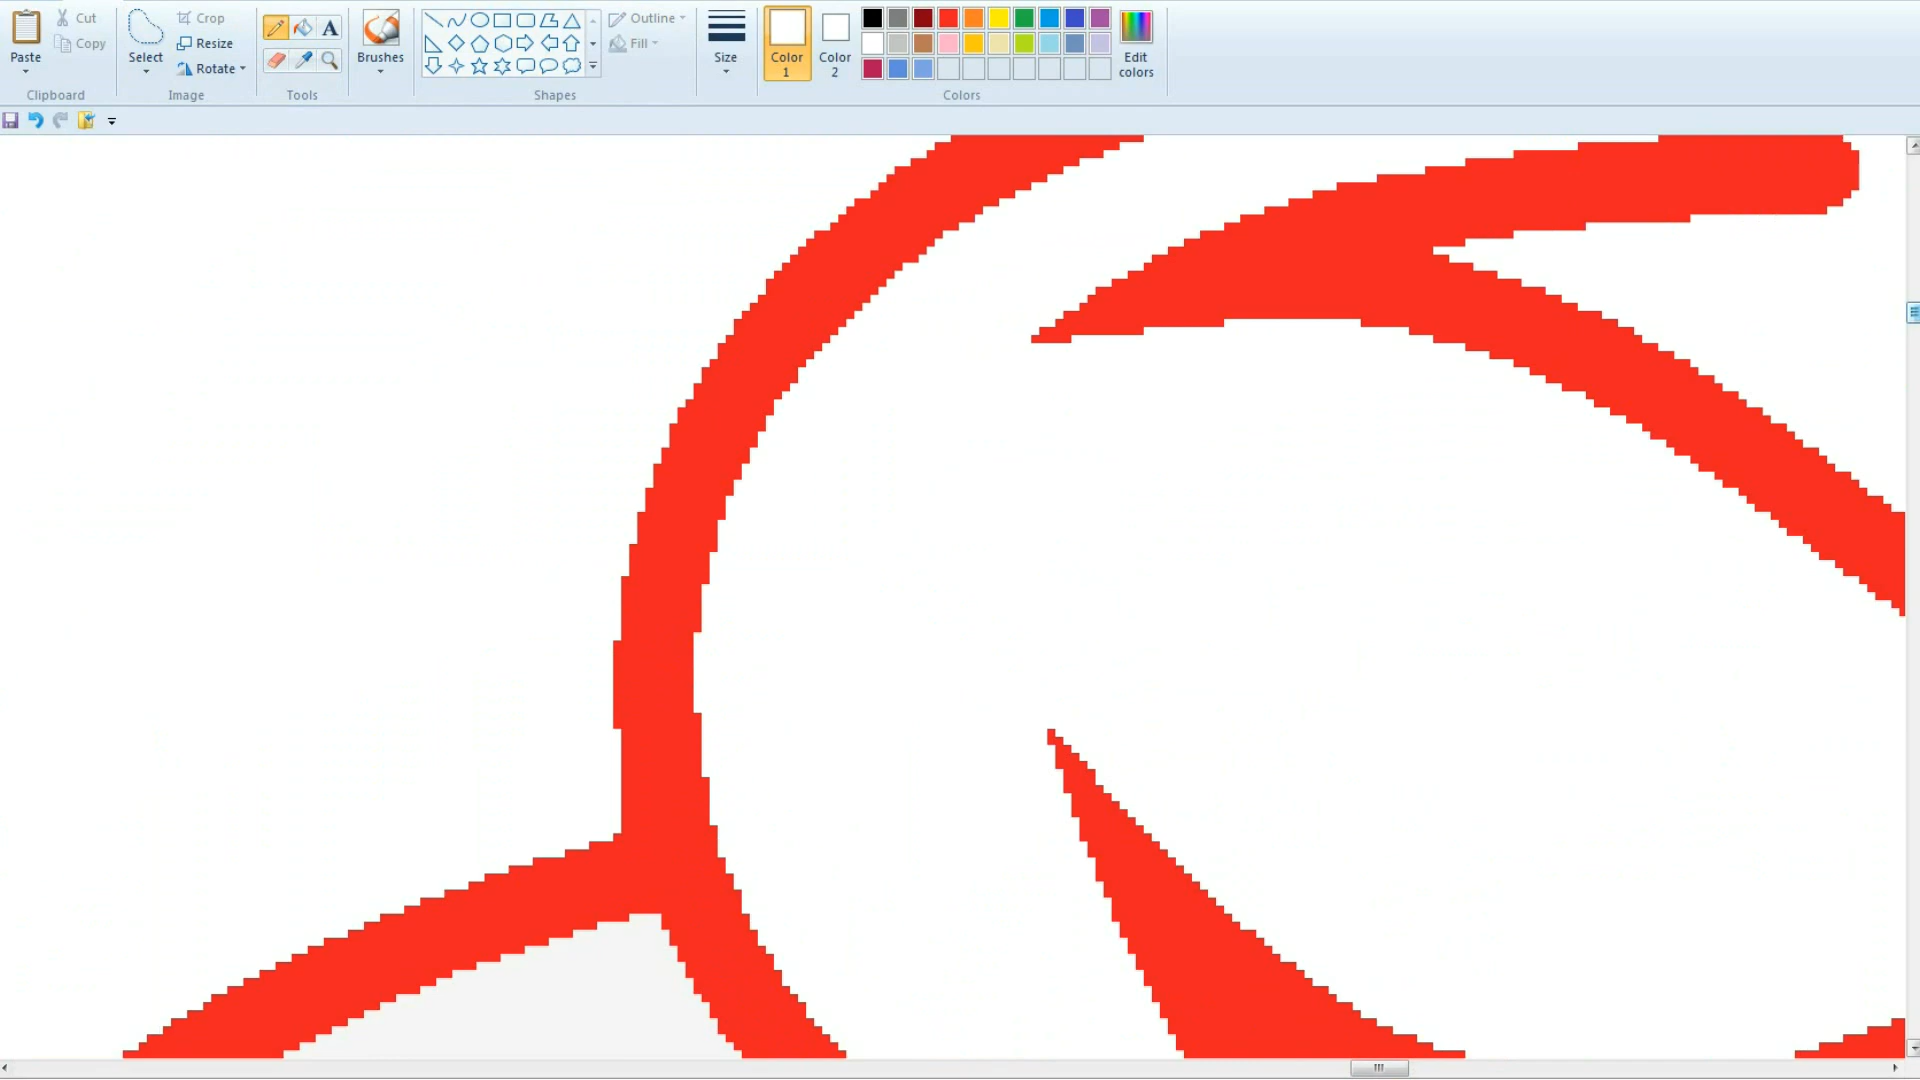 Paste
Cut
Copy
Clipboard
Select
Crop
Resize
Rotate
Image
A
Tools
Brushes
Outline
Fill
Shapes
Size
Color 1
Color 2
Edit colors
Colors